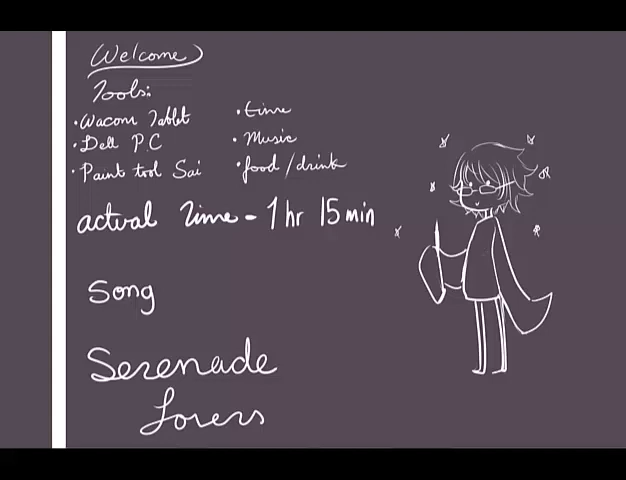 Welcome
Tools:
• Wacom Tablet
• Dell P.C
• Paint tool Sai
• time
• Music
• food/drink
actual Time - 1 hr 15 min
Song
Serenade
Lovers